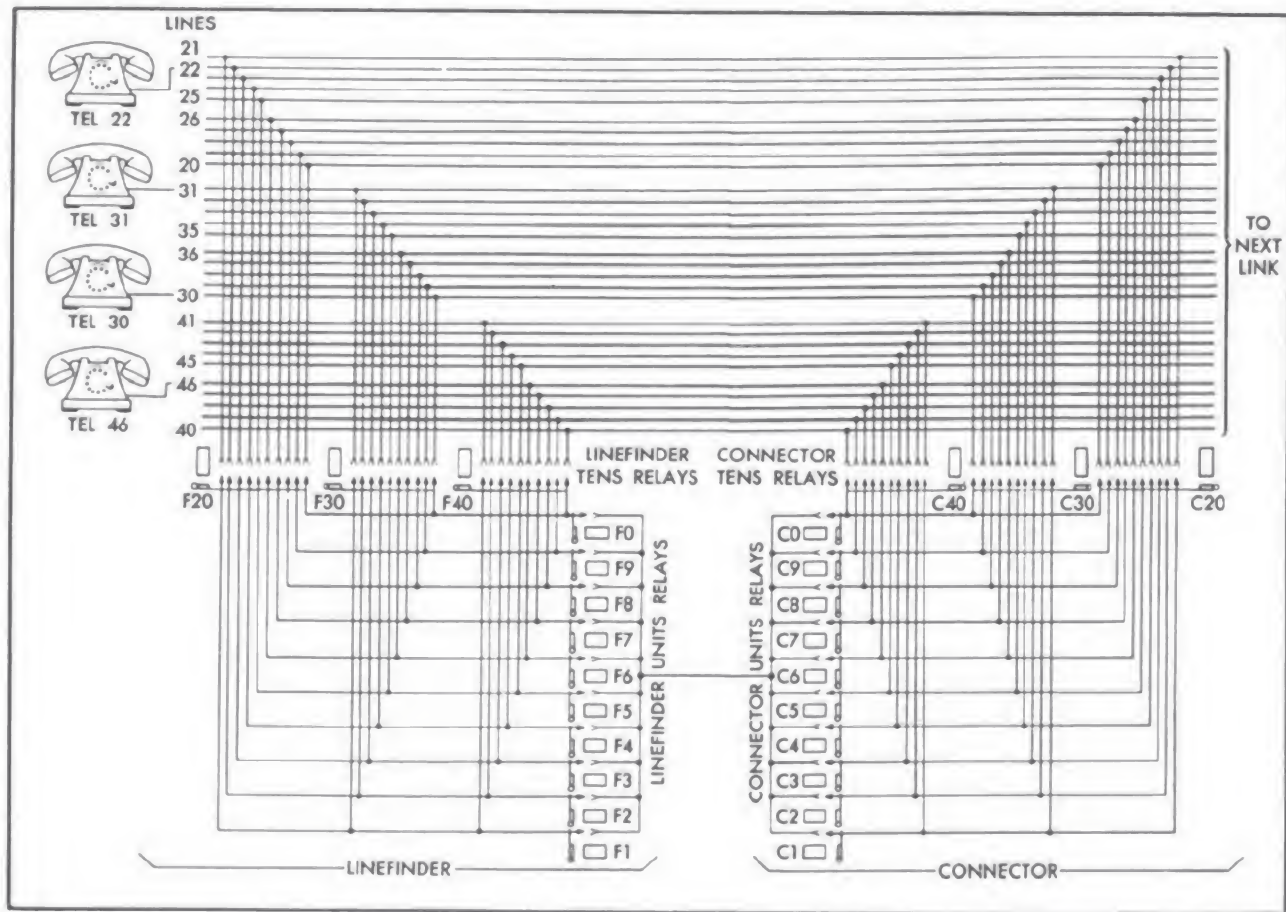 LINES
21
22
25
26
TEL 22
20
31
TEL 31
35
36
30
TEL 30
41
45
46
TEL 46
40
TO
NEXT
LINK
LINEFINDER
TENS RELAYS
CONNECTOR
TENS RELAYS
F20
F30
F40
C40
C30
C20
F0
F9
F8
F7
F6
F5
F4
F3
F2
F1
LINEFINDER UNITS RELAYS
CONNECTOR UNITS RELAYS
C0
C9
C8
C7
C6
C5
C4
C3
C2
C1
LINEFINDER
CONNECTOR